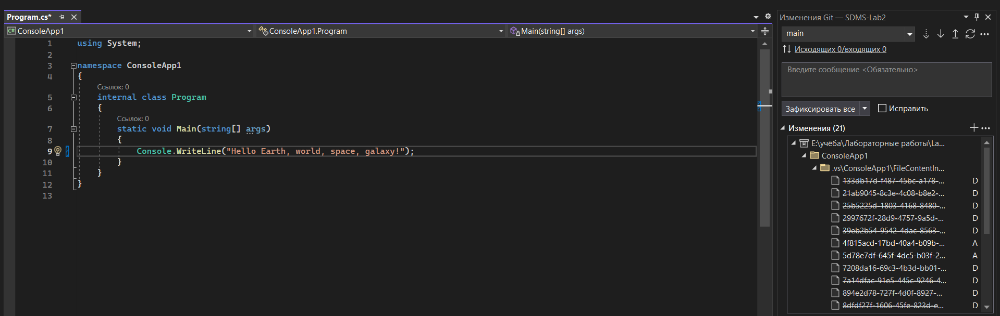 Program.cs*
ConsoleApp1
ConsoleApp1.Program
Main(string[] args)
1 using System;
2
3 namespace ConsoleApp1
4 {
Ссылок: 0
5 internal class Program
6 {
Ссылок: 0
7 static void Main(string[] args)
8 {
9 Console.WriteLine("Hello Earth, world, space, galaxy!");
10 }
11 }
12 }
13
Изменения Git — SDMS-Lab2
main
Исходящих 0/входящих 0
Введите сообщение <Обязательно>
Зафиксировать все
Исправить
Изменения (21)
E:\учёба\Лабораторные работы\La...
ConsoleApp1
.vs\ConsoleApp1\FileContentIn...
133db17d-f487-45bc-a178-... D
21ab9045-8c3e-4c08-b8e2-... D
25b5225d-1803-4168-8480-... D
2997672f-28d9-4757-9a5d-... D
39eb2b54-9542-4dac-8563-... D
4f815acd-17bd-40a4-b09b-... A
5d78e7df-645f-4dc5-b03f-2... A
7208da16-69c3-4b3d-bb01-... D
7a14dfac-91e5-445c-9246-4... D
894e2d78-727f-4d0f-8927-... D
8dfdf27f-1606-45fe-823d-e... D